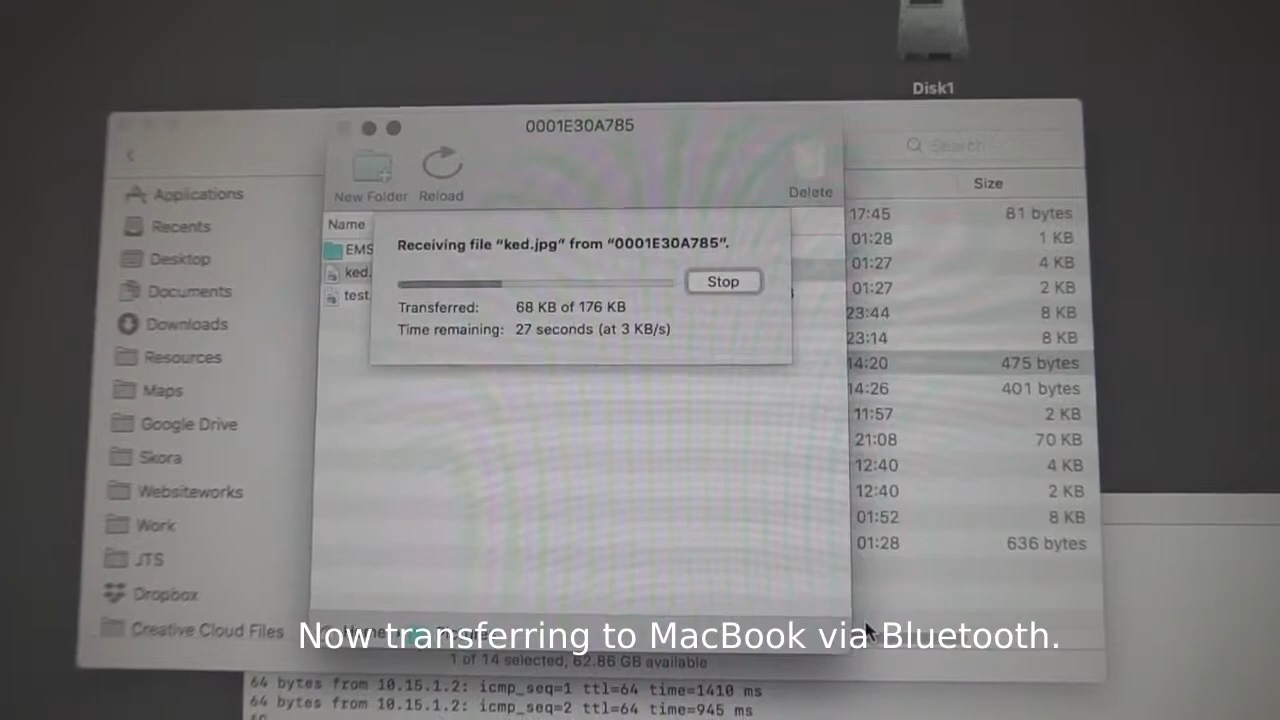 Disk1
0001E30A785
Search
New Folder
Reload
Delete
Size
Name
Applications
Recents
Desktop
Documents
Downloads
Resources
Maps
Google Drive
Skora
Websiteworks
Work
JTS
Dropbox
Creative Cloud Files
EMS
ked.
test.
Receiving file “ked.jpg” from “0001E30A785”.
Stop
Transferred: 68 KB of 176 KB
Time remaining: 27 seconds (at 3 KB/s)
17:45 81 bytes
01:28 1 KB
01:27 4 KB
01:27 2 KB
23:44 8 KB
23:14 8 KB
14:20 475 bytes
14:26 401 bytes
11:57 2 KB
21:08 70 KB
12:40 4 KB
12:40 2 KB
01:52 8 KB
01:28 636 bytes
Now transferring to MacBook via Bluetooth.
1 of 14 selected, 62.86 GB available
64 bytes from 10.15.1.2: icmp_seq=1 ttl=64 time=1410 ms
64 bytes from 10.15.1.2: icmp_seq=2 ttl=64 time=945 ms